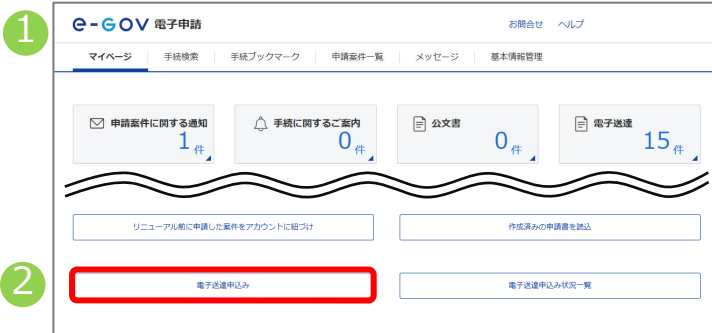 1
e-GOV 電子申請
お問合せ ヘルプ
マイページ 手続検索 手続ブックマーク 申請案件一覧 メッセージ 基本情報管理
申請案件に関する通知 手続に関するご案内 公文書 電子送達
1件 0件 0件 15件
リニューアル前に申請した案件をアカウントに紐づけ 作成済みの申請書を読込
2
電子送達申込み 電子送達申込み状況一覧